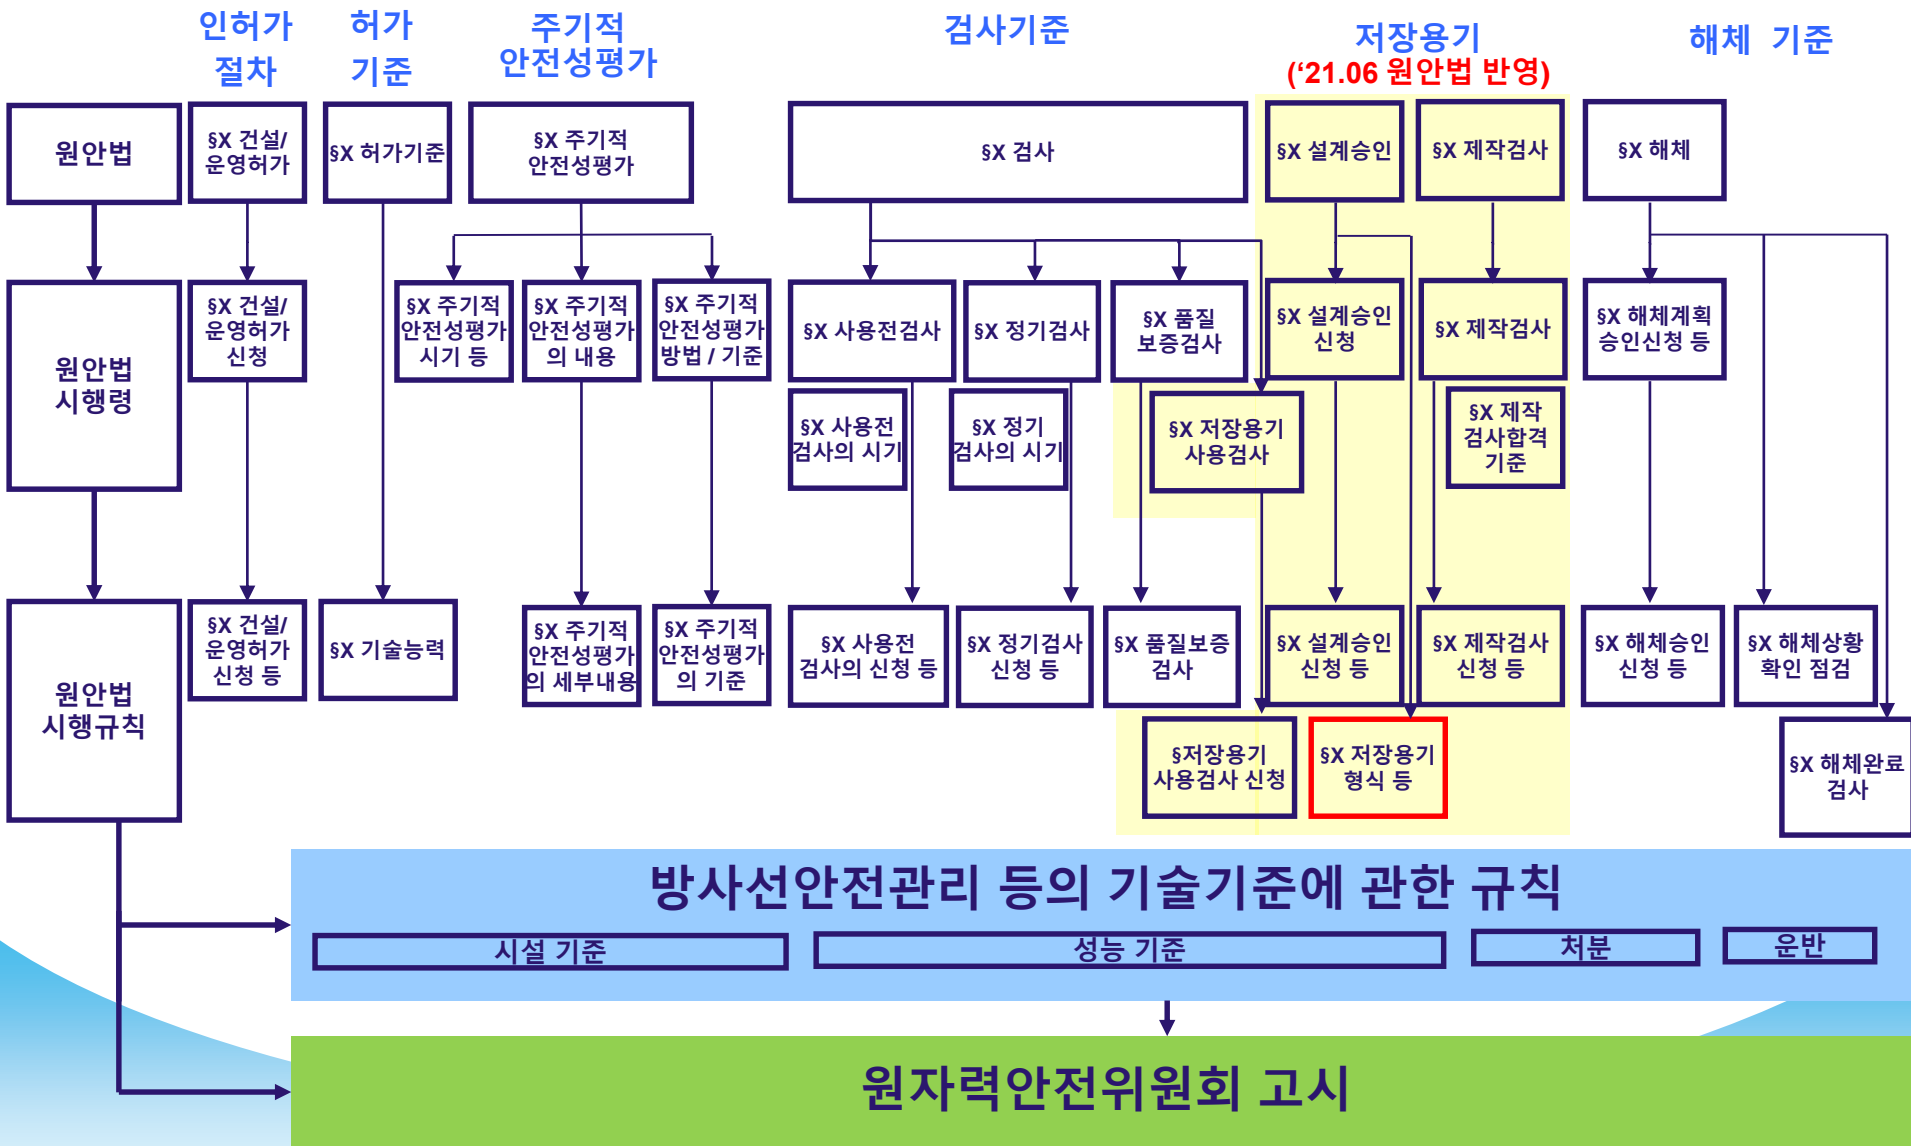 인허가
절차
허가
기준
주기적
안전성평가
검사기준
저장용기
(‘21.06 원안법 반영)
해체 기준
원안법
§X 건설/
운영허가
§X 허가기준
§X 주기적
안전성평가
§X 검사
§X 설계승인
§X 제작검사
§X 해체
원안법
시행령
§X 건설/
운영허가
신청
§X 주기적
안전성평가
시기 등
§X 주기적
안전성평가
의 내용
§X 주기적
안전성평가
방법 / 기준
§X 사용전검사
§X 정기검사
§X 품질
보증검사
§X 설계승인
신청
§X 제작검사
§X 해체계획
승인신청 등
§X 사용전
검사의 시기
§X 정기
검사의 시기
§X 저장용기
사용검사
§X 제작
검사합격
기준
원안법
시행규칙
§X 건설/
운영허가
신청 등
§X 기술능력
§X 주기적
안전성평가
의 세부내용
§X 주기적
안전성평가
의 기준
§X 사용전
검사의 신청 등
§X 정기검사
신청 등
§X 품질보증
검사
§X 설계승인
신청 등
§X 제작검사
신청 등
§X 해체승인
신청 등
§X 해체상황
확인 점검
§저장용기
사용검사 신청
§X 저장용기
형식 등
§X 해체완료
검사
방사선안전관리 등의 기술기준에 관한 규칙
시설 기준
성능 기준
처분
운반
원자력안전위원회 고시